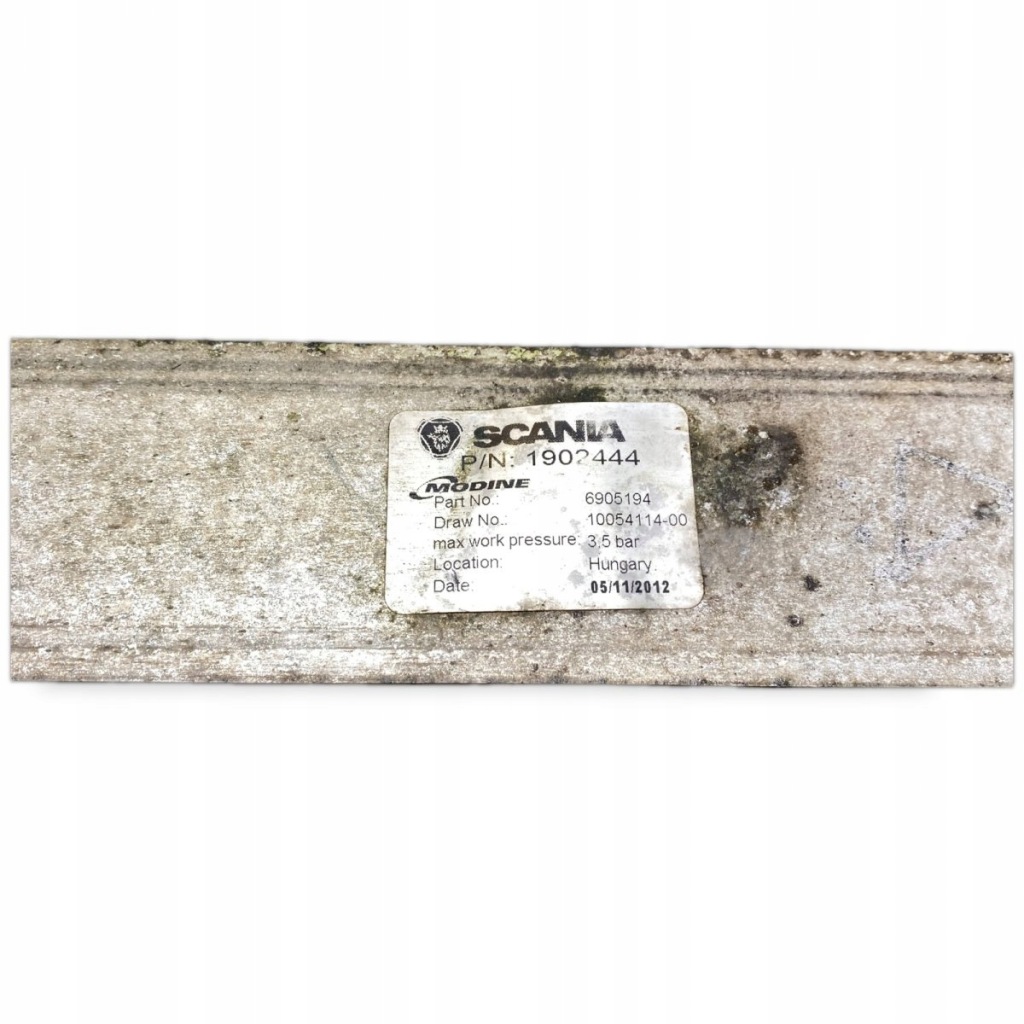 SCANIA
P/N: 1902444
MODINE
Part No.: 6905194
Draw No.: 10054114-00
max work pressure: 3,5 bar
Location: Hungary
Date: 05/11/2012